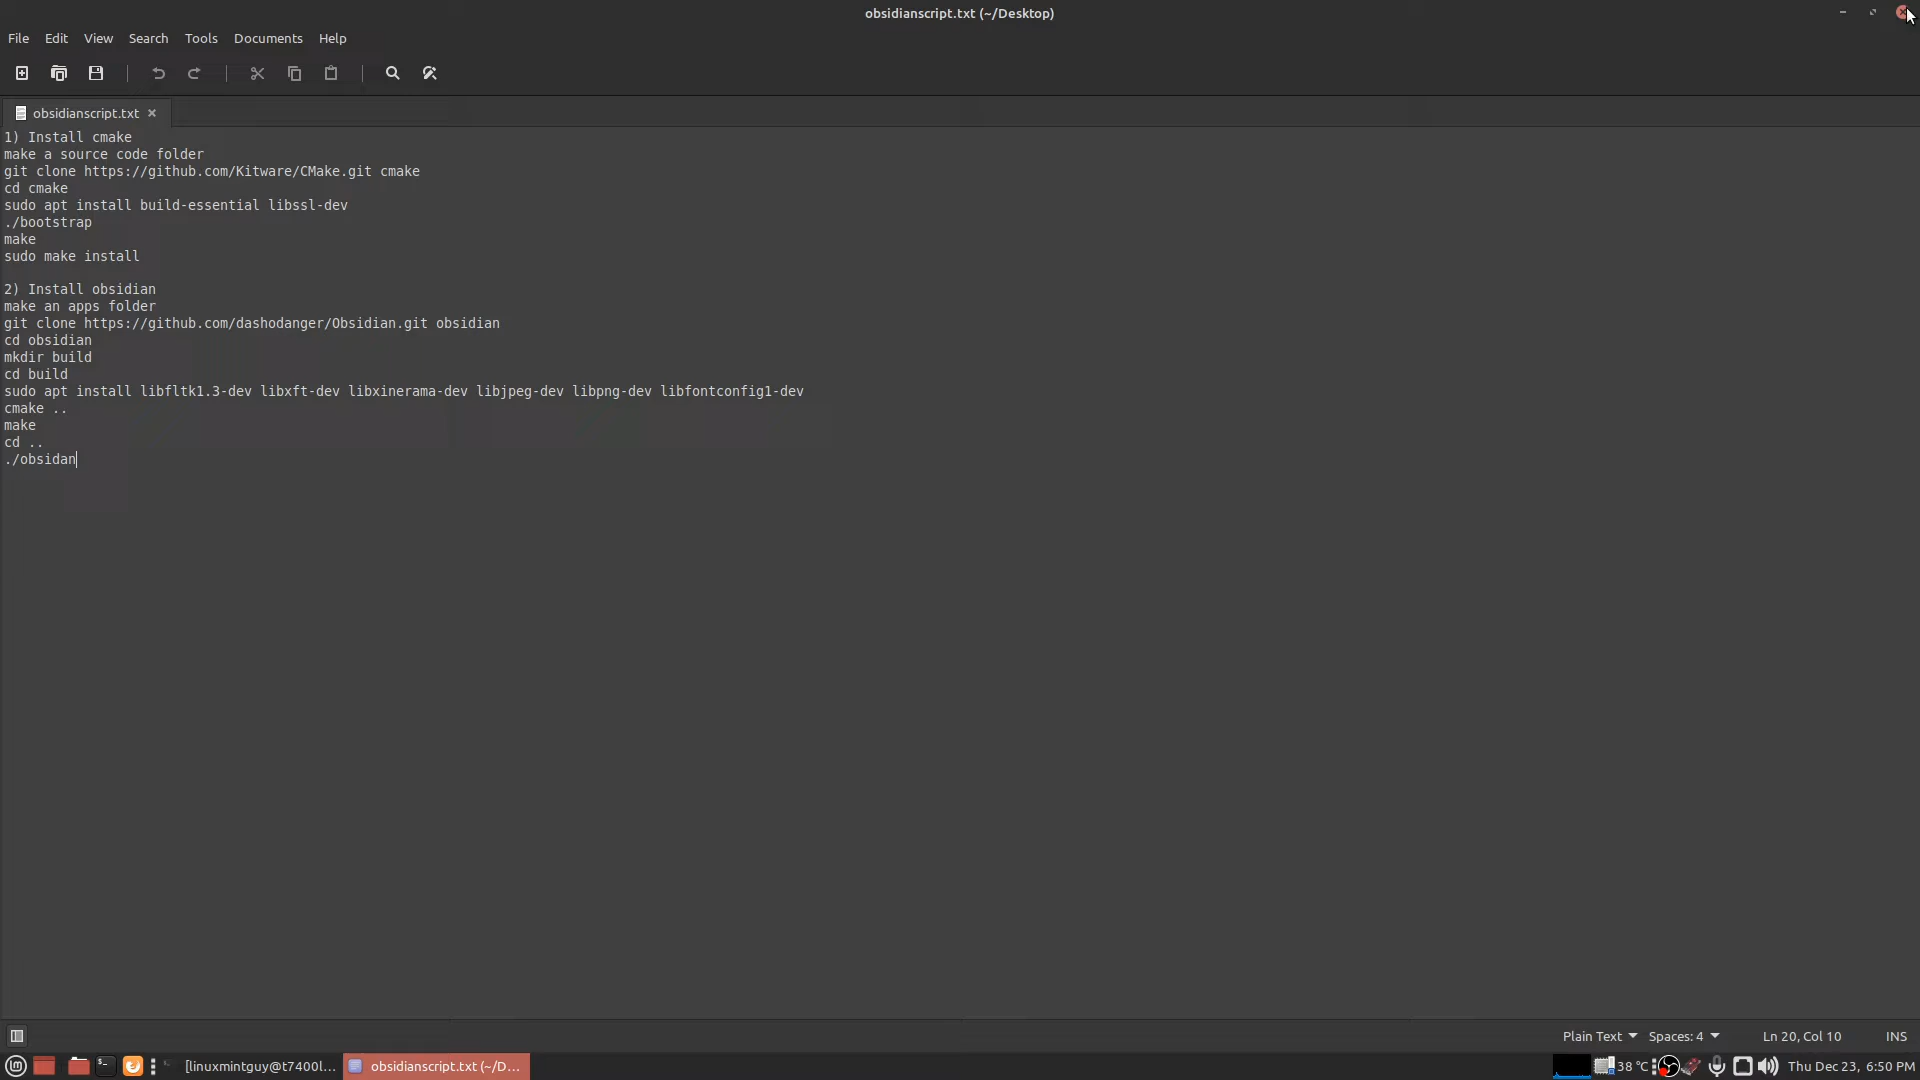 obsidianscript.txt (~/Desktop)
File Edit View Search Tools Documents Help
obsidianscript.txt
1) Install cmake
make a source code folder
git clone https://github.com/Kitware/CMake.git cmake
cd cmake
sudo apt install build-essential libssl-dev
./bootstrap
make
sudo make install
2) Install obsidian
make an apps folder
git clone https://github.com/dashodanger/Obsidian.git obsidian
cd obsidian
mkdir build
cd build
sudo apt install libfltk1.3-dev libxft-dev libxinerama-dev libjpeg-dev libpng-dev libfontconfig1-dev
cmake ..
make
cd ..
./obsidan
Plain Text Spaces: 4 Ln 20, Col 10 INS
[linuxmintguy@t7400l... obsidianscript.txt (~/D... 38 °C Thu Dec 23, 6:50 PM